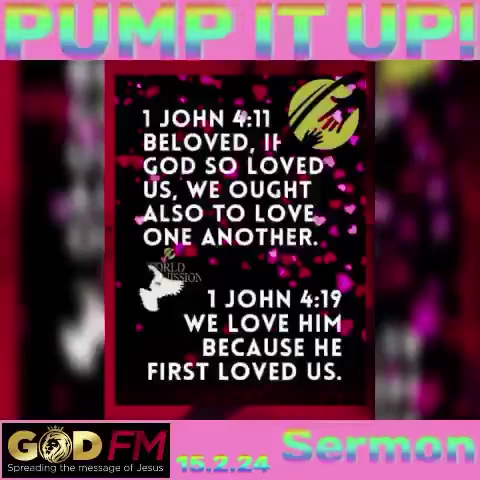 PUMP IT UP!
1 JOHN 4:11
BELOVED, IF
GOD SO LOVED
US, WE OUGHT
ALSO TO LOVE
ONE ANOTHER.
WORLD
MISSION
1 JOHN 4:19
WE LOVE HIM
BECAUSE HE
FIRST LOVED US.
GOD FM
Spreading the message of Jesus
15.2.24
Sermon